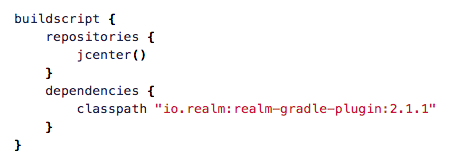 buildscript {
    repositories {
        jcenter()
    }
    dependencies {
        classpath "io.realm:realm-gradle-plugin:2.1.1"
    }
}